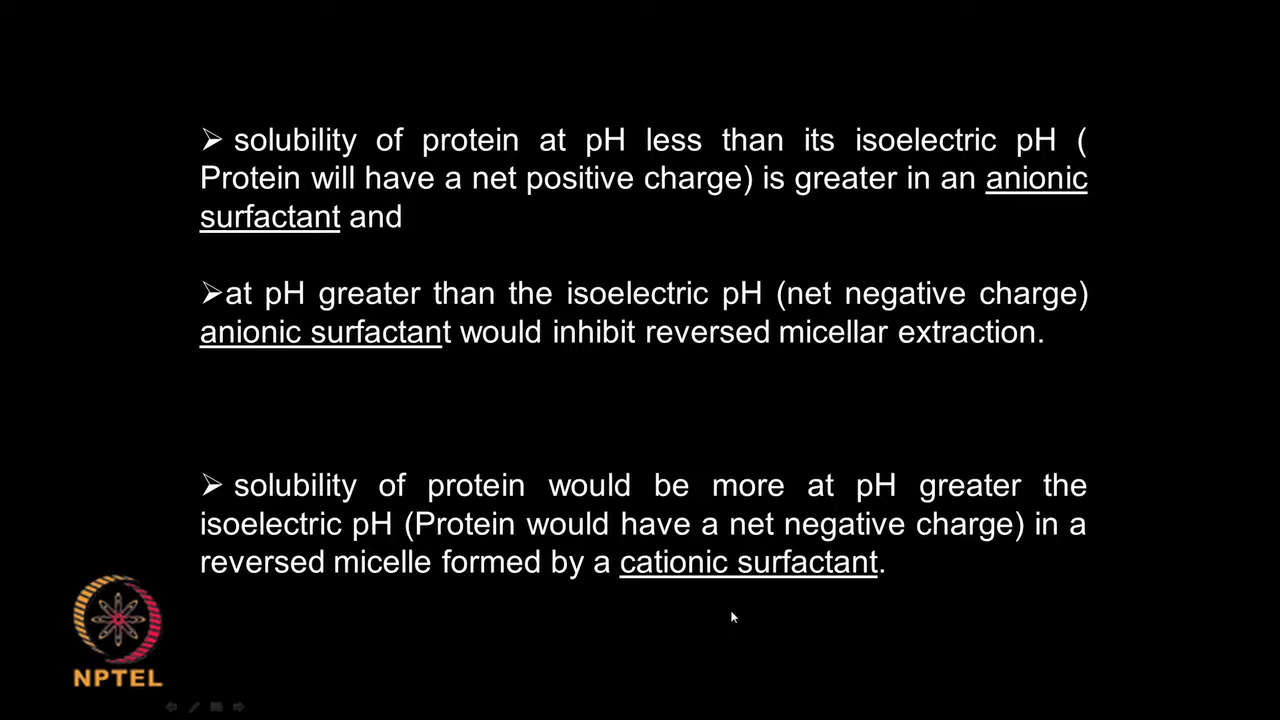 ➢ solubility of protein at pH less than its isoelectric pH (
Protein will have a net positive charge) is greater in an anionic
surfactant and
➢at pH greater than the isoelectric pH (net negative charge)
anionic surfactant would inhibit reversed micellar extraction.
➢ solubility of protein would be more at pH greater the
isoelectric pH (Protein would have a net negative charge) in a
reversed micelle formed by a cationic surfactant.
NPTEL